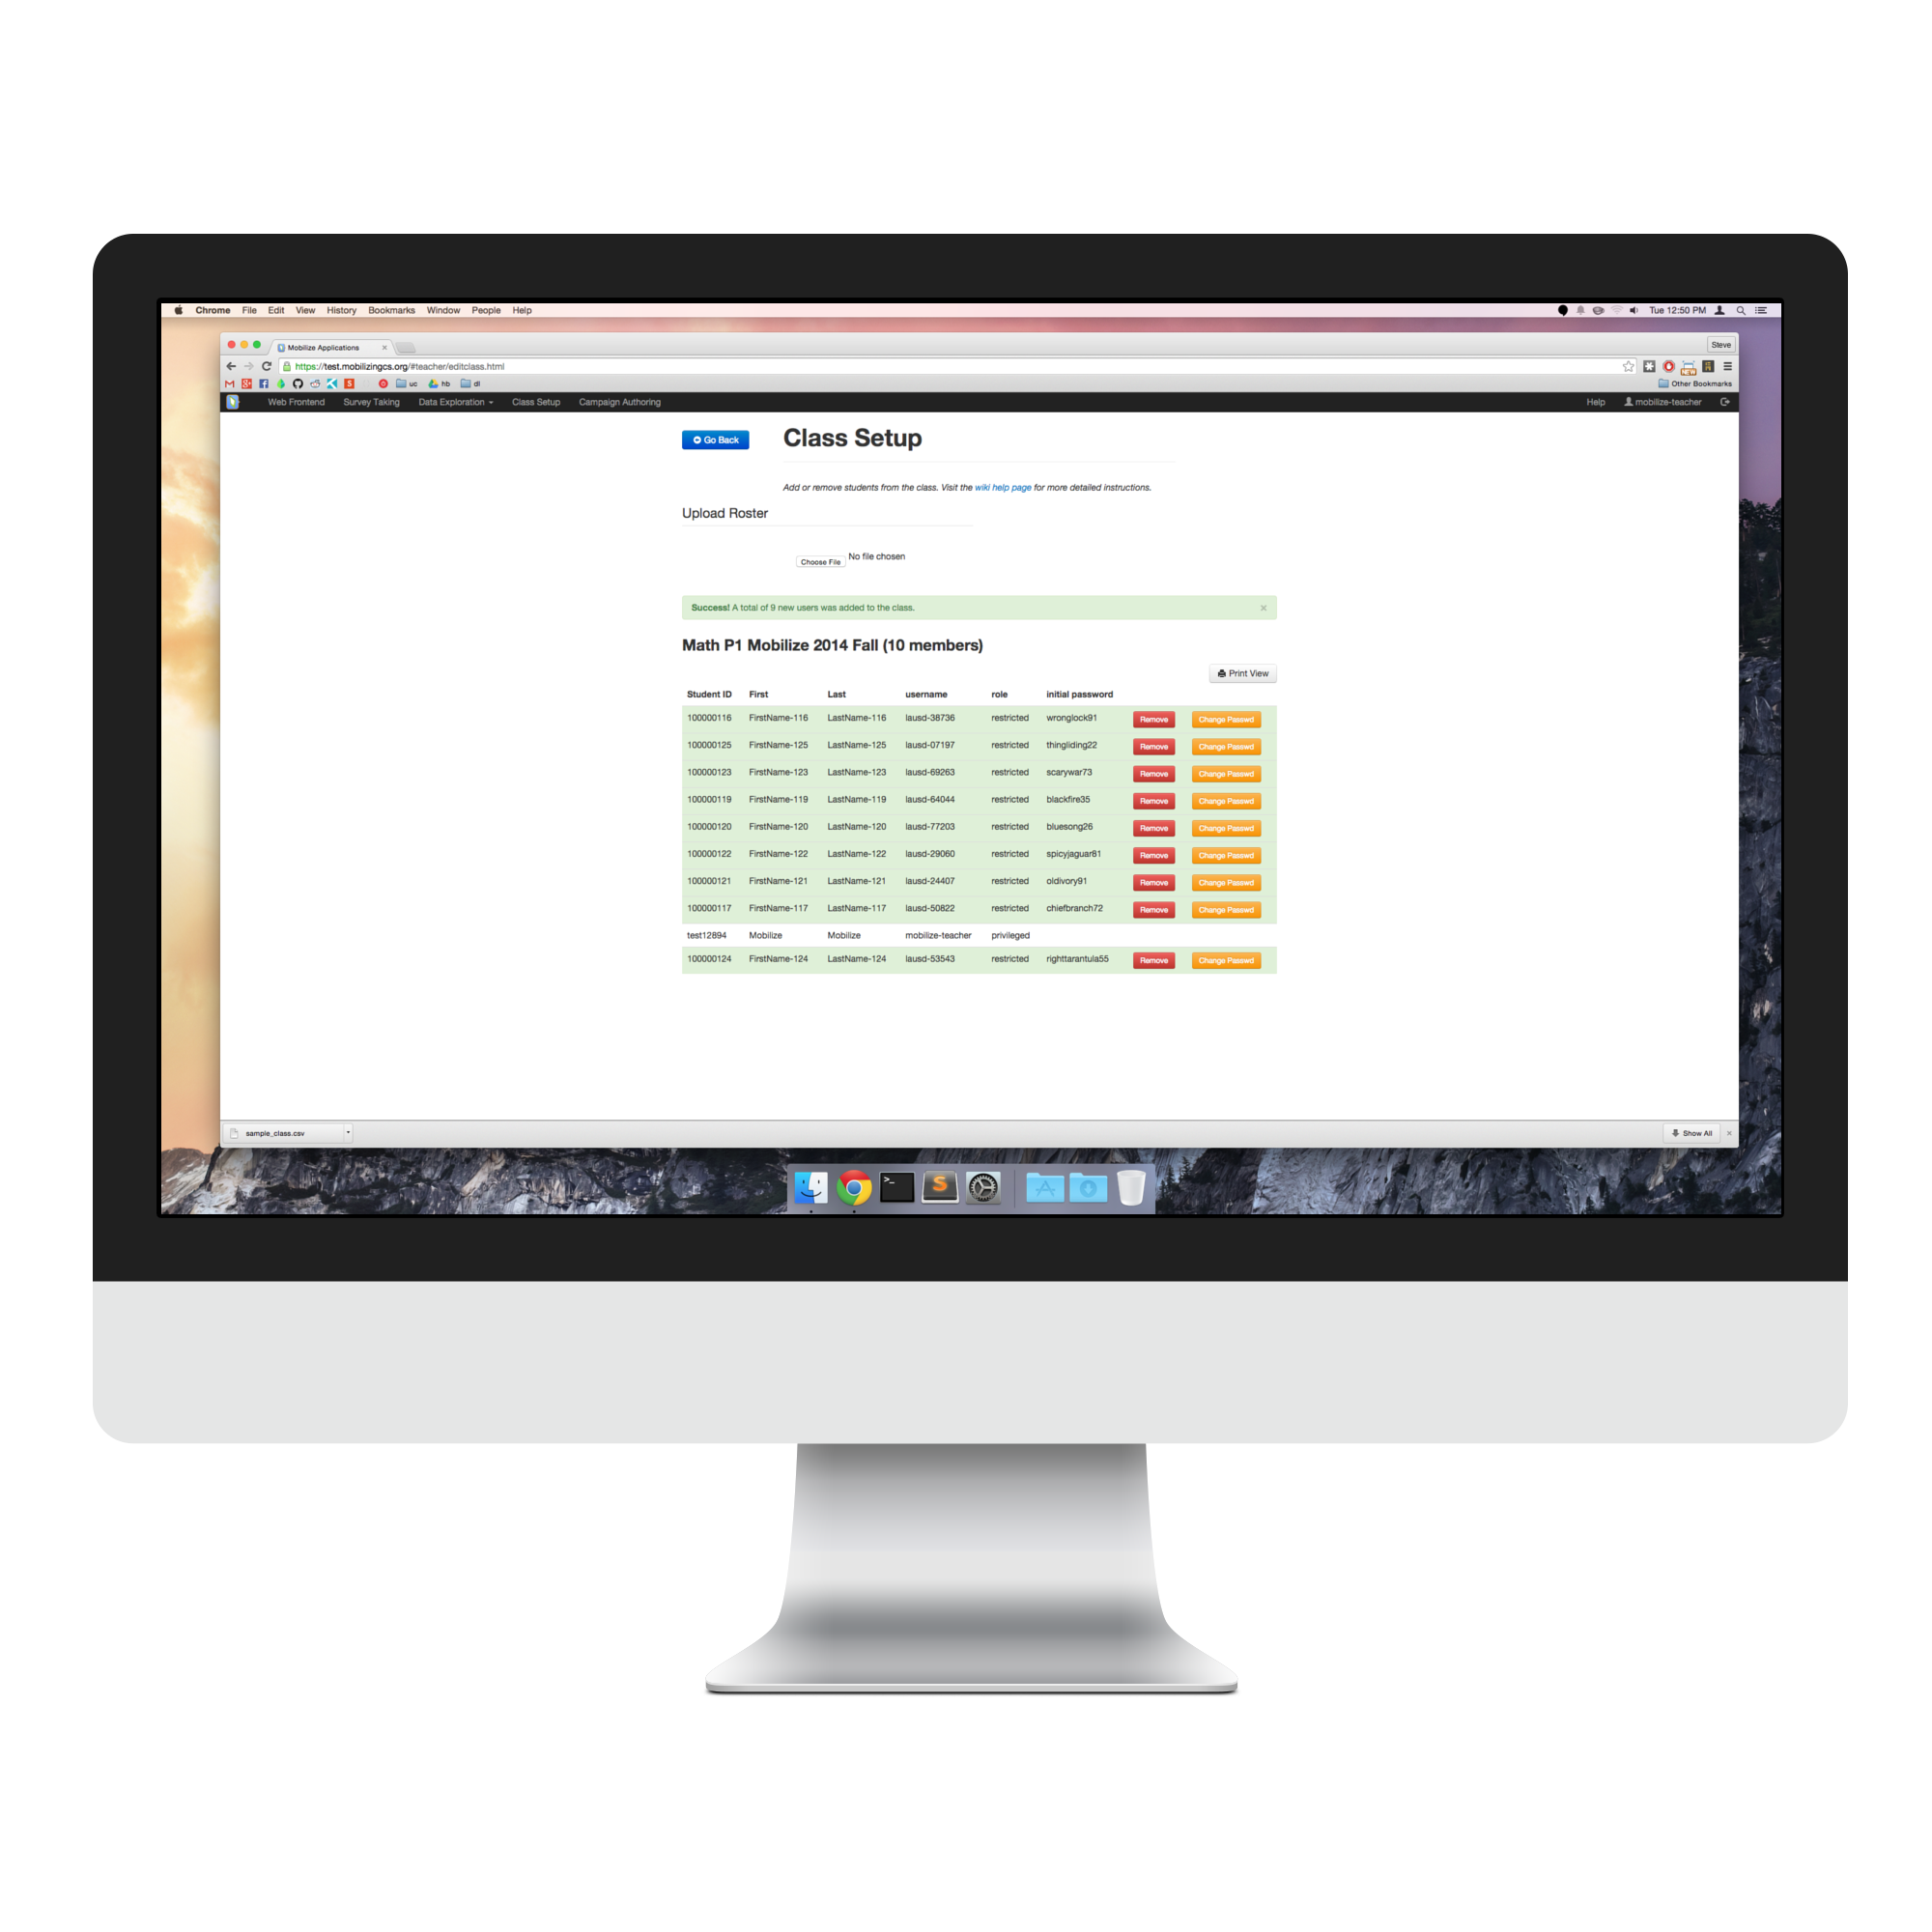 Chrome File Edit View History Bookmarks Window People Help Tue 12:50 PM
Mobilize Applications Steve
https://test.mobilizingcs.org/#teacher/editclass.html
uc hb dl Other Bookmarks
Web Frontend Survey Taking Data Exploration Class Setup Campaign Authoring Help mobilize-teacher
Go Back Class Setup
Add or remove students from the class. Visit the wiki help page for more detailed instructions.
Upload Roster
Choose File No file chosen
Success! A total of 9 new users was added to the class. ×
Math P1 Mobilize 2014 Fall (10 members)
Print View
Student ID First Last username role initial password
100000116 FirstName-116 LastName-116 lausd-38736 restricted wronglock91 Remove Change Passwd
100000125 FirstName-125 LastName-125 lausd-07197 restricted thingliding22 Remove Change Passwd
100000123 FirstName-123 LastName-123 lausd-69263 restricted scarywar73 Remove Change Passwd
100000119 FirstName-119 LastName-119 lausd-64044 restricted blackfire35 Remove Change Passwd
100000120 FirstName-120 LastName-120 lausd-77203 restricted bluesong26 Remove Change Passwd
100000122 FirstName-122 LastName-122 lausd-29060 restricted spicyjaguar81 Remove Change Passwd
100000121 FirstName-121 LastName-121 lausd-24407 restricted oldivory91 Remove Change Passwd
100000117 FirstName-117 LastName-117 lausd-50822 restricted chiefbranch72 Remove Change Passwd
test12894 Mobilize Mobilize mobilize-teacher privileged
100000124 FirstName-124 LastName-124 lausd-53543 restricted righttarantula55 Remove Change Passwd
sample_class.csv Show All